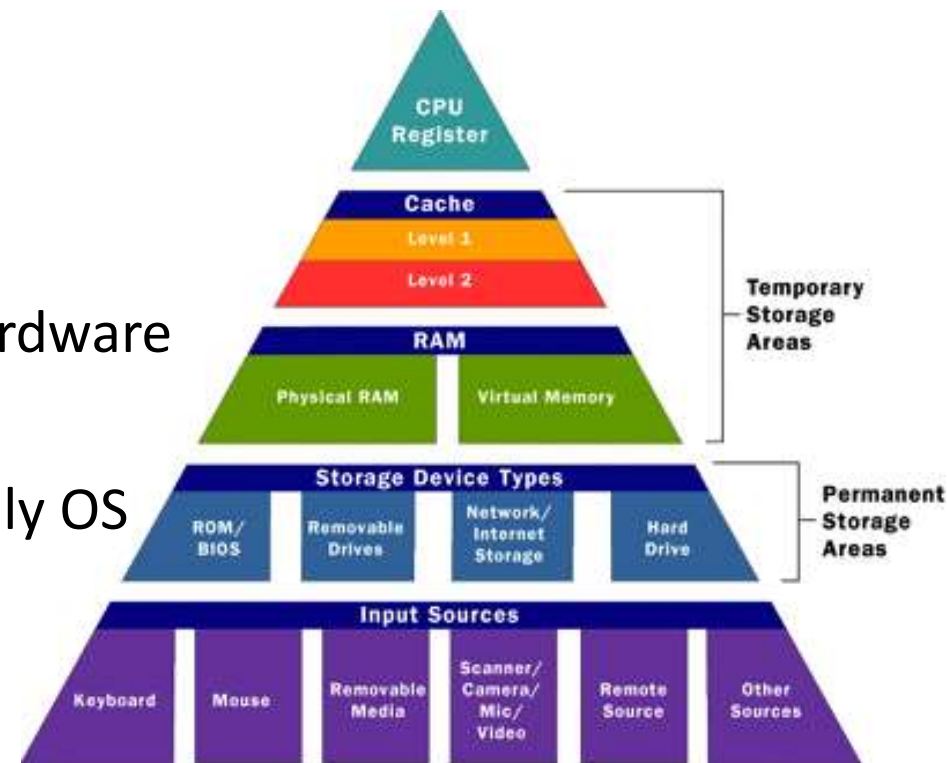 CPU
Register
Cache
Level 1
Level 2
Temporary
Storage
Areas
rdware
RAM
Physical RAM
Virtual Memory
Storage Device Types
ly OS
ROM/
BIOS
Removable
Drives
Network/
Internet
Storage
Hard
Drive
Permanent
Storage
Areas
Input Sources
Keyboard
Mouse
Removable
Media
Scanner/
Camera/
Mic/
Video
Remote
Source
Other
Sources